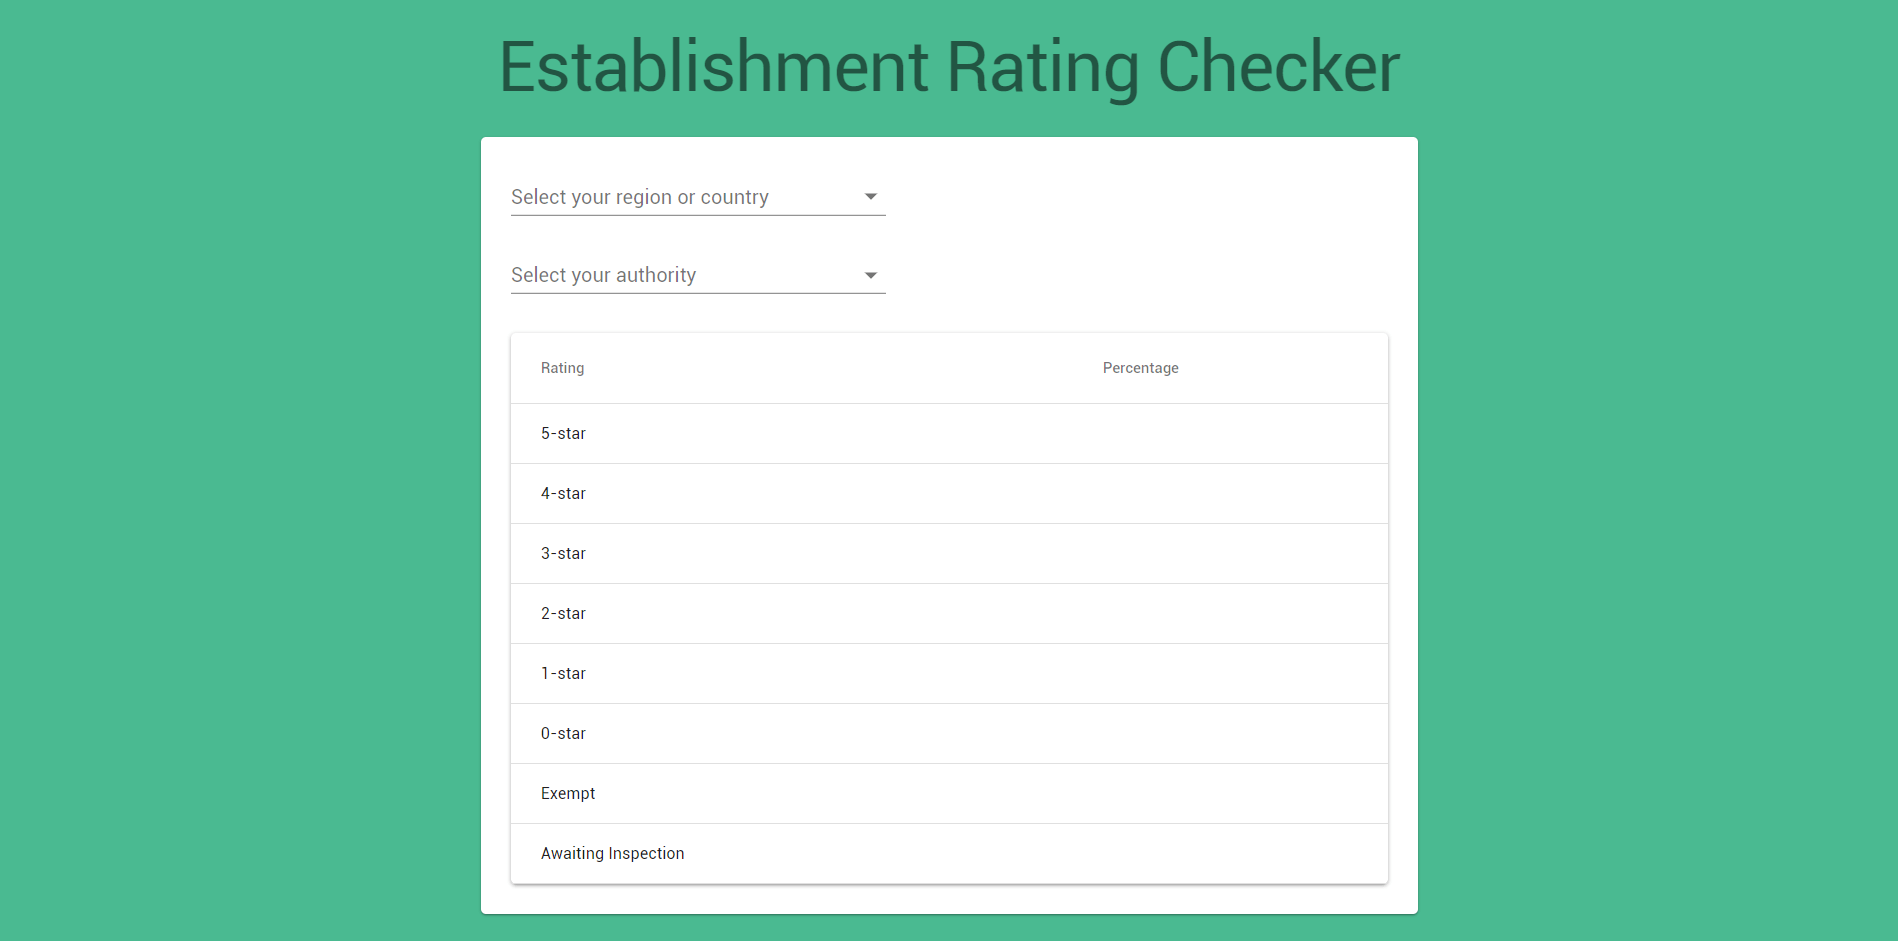 Establishment Rating Checker
Select your region or country
Select your authority
Rating Percentage
5-star
4-star
3-star
2-star
1-star
0-star
Exempt
Awaiting Inspection